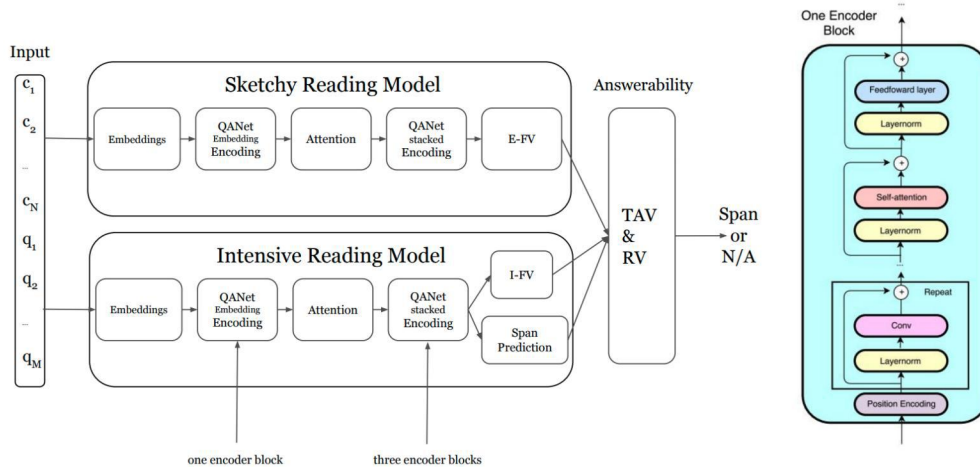 Input
c1
c2
...
cN
q1
q2
...
qM
Sketchy Reading Model
Embeddings
QANet
Embedding
Encoding
Attention
QANet
stacked
Encoding
E-FV
Intensive Reading Model
Embeddings
QANet
Embedding
Encoding
Attention
QANet
stacked
Encoding
I-FV
Span
Prediction
one encoder block
three encoder blocks
Answerability
TAV
&
RV
Span
or
N/A
One Encoder
Block
...
+
Feedfoward layer
Layernorm
+
Self-attention
Layernorm
...
+
Repeat
Conv
Layernorm
Position Encoding